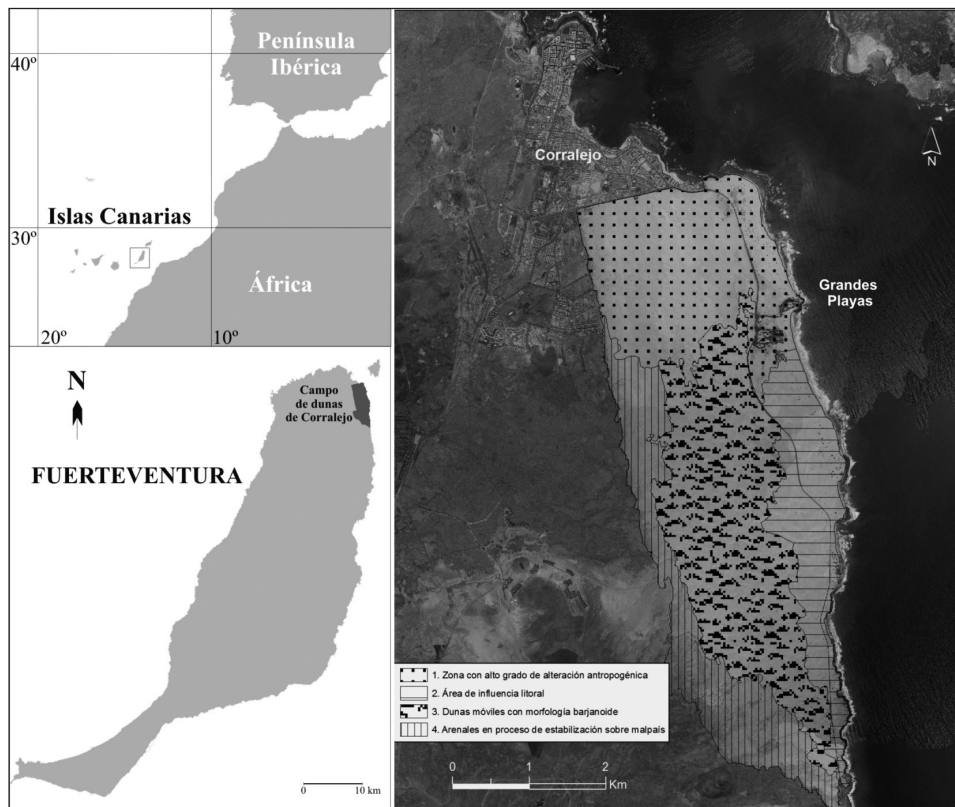 Península
Ibérica
40º
Islas Canarias
30º
África
20º
10º
N
Campo
de dunas
de Corralejo
FUERTEVENTURA
0
10 km
Corralejo
N
Grandes
Playas
1. Zona con alto grado de alteración antropogénica
2. Área de influencia litoral
3. Dunas móviles con morfología barjanoide
4. Arenales en proceso de estabilización sobre malpaís
0 1 2
Km